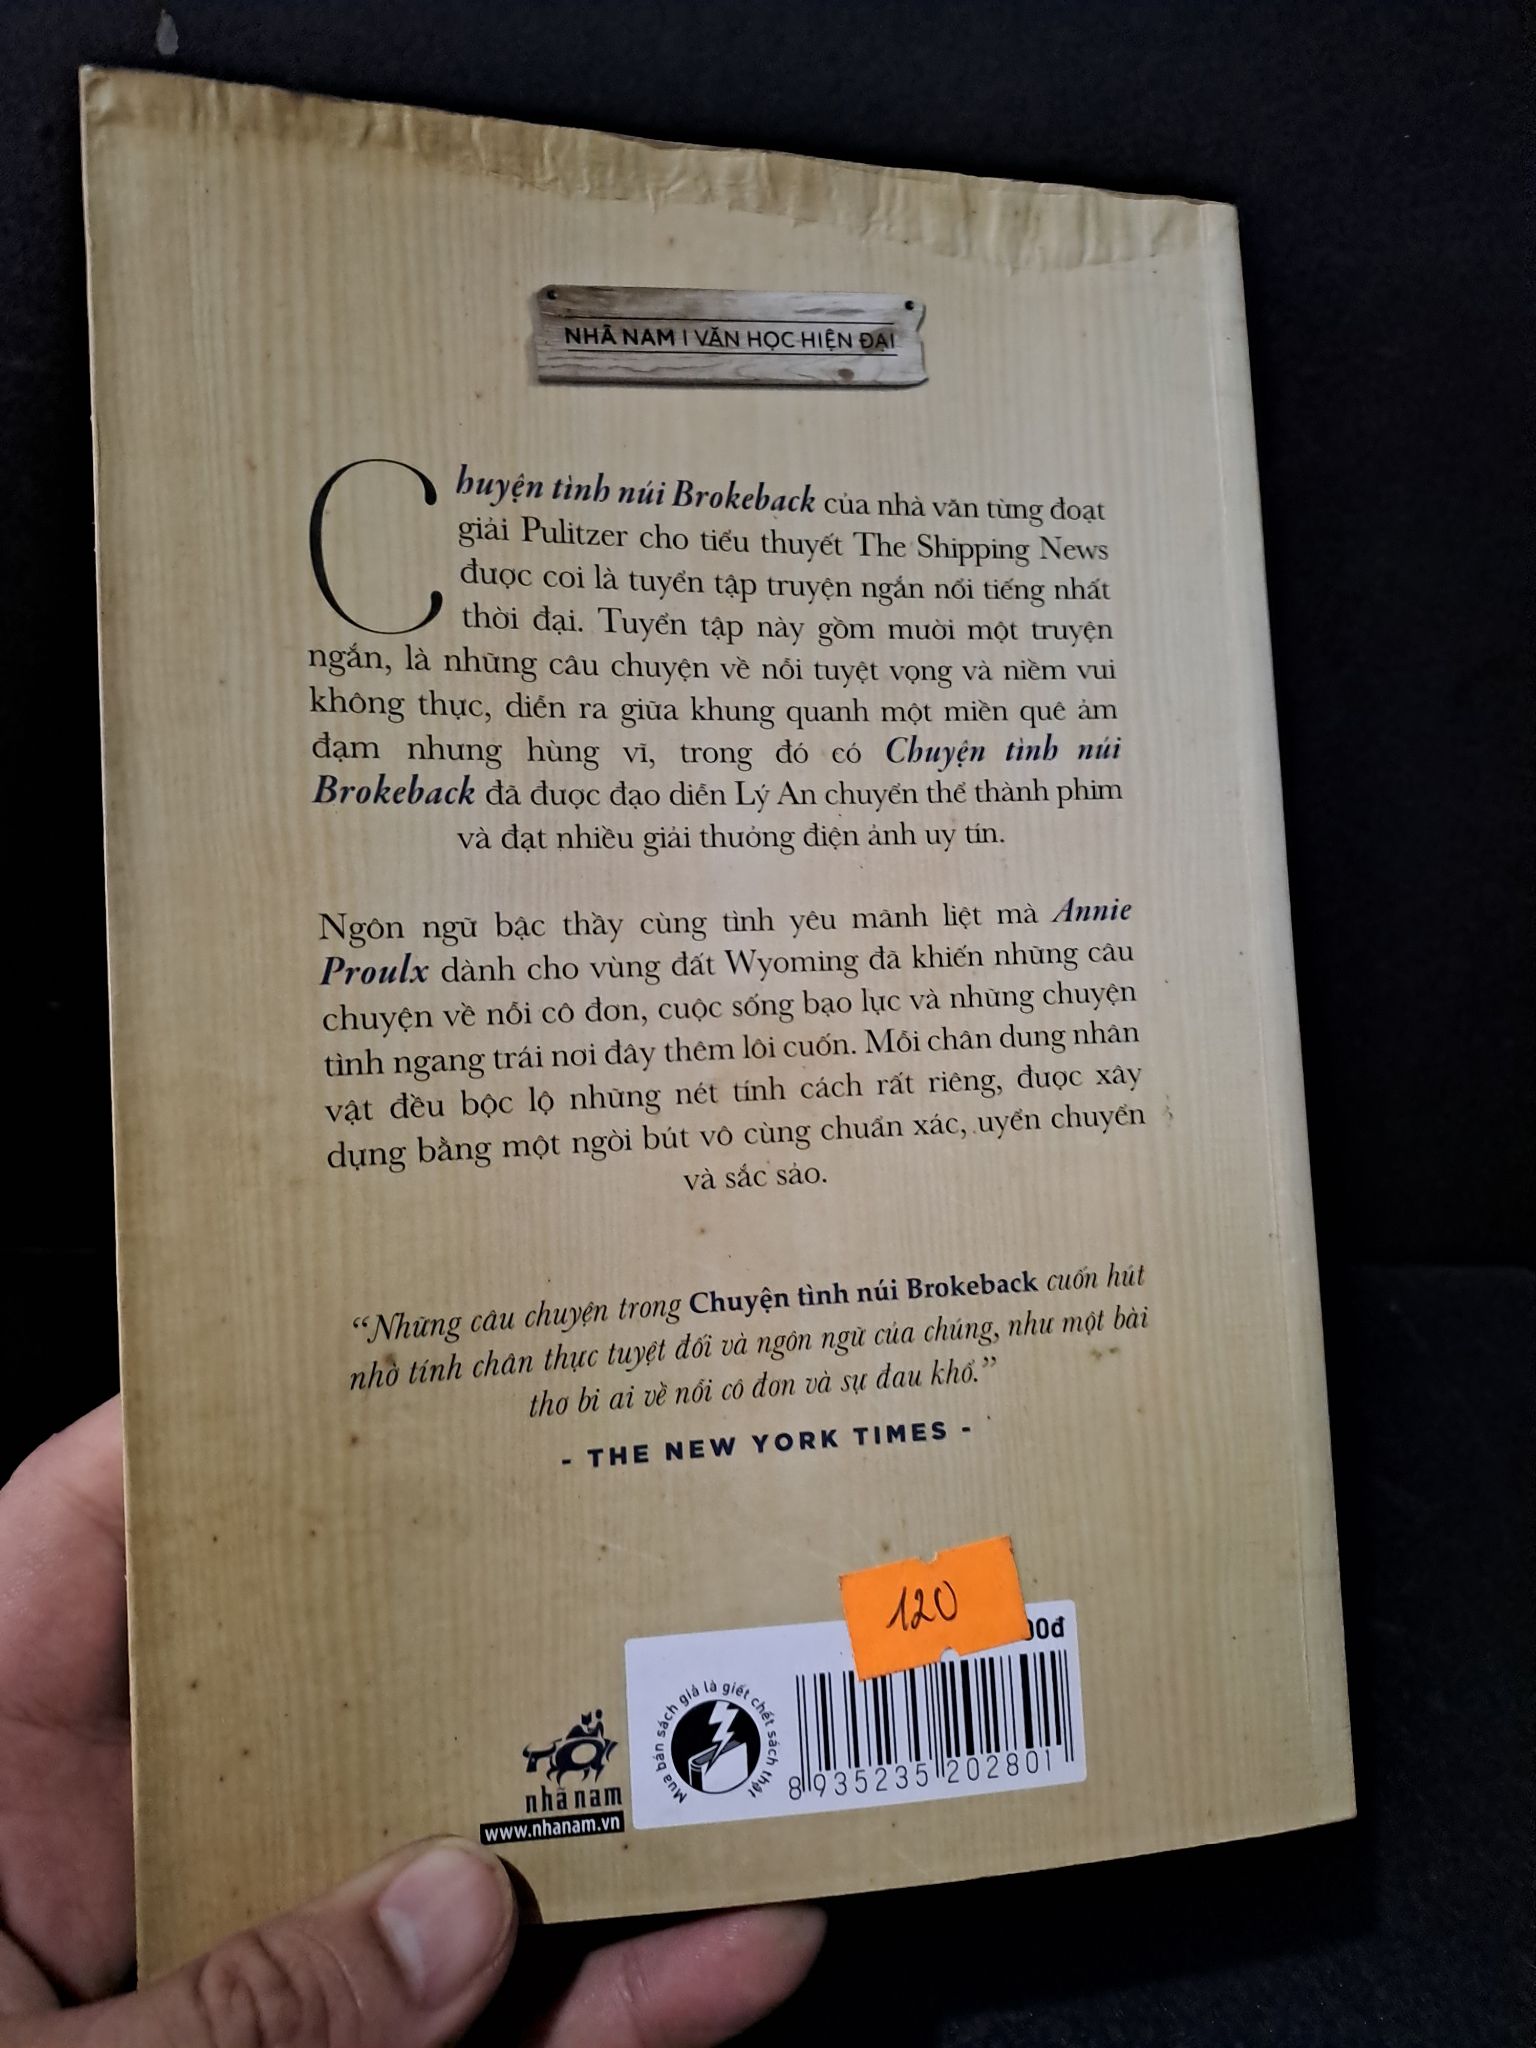 NHÃ NAM | VĂN HỌC HIỆN ĐẠI
Chuyện tình núi Brokeback của nhà văn từng đoạt
giải Pulitzer cho tiểu thuyết The Shipping News
được coi là tuyển tập truyện ngắn nổi tiếng nhất
thời đại. Tuyển tập này gồm mười một truyện
ngắn, là những câu chuyện về nỗi tuyệt vọng và niềm vui
không thực, diễn ra giữa khung quanh một miền quê ảm
đạm nhưng hùng vĩ, trong đó có Chuyện tình núi
Brokeback đã được đạo diễn Lý An chuyển thể thành phim
và đạt nhiều giải thưởng điện ảnh uy tín.
Ngôn ngữ bậc thầy cùng tình yêu mãnh liệt mà Annie
Proulx dành cho vùng đất Wyoming đã khiến những câu
chuyện về nỗi cô đơn, cuộc sống bạo lực và những chuyện
tình ngang trái nơi đây thêm lôi cuốn. Mỗi chân dung nhân
vật đều bộc lộ những nét tính cách rất riêng, được xây
dựng bằng một ngòi bút vô cùng chuẩn xác, uyển chuyển
và sắc sảo.
“Những câu chuyện trong Chuyện tình núi Brokeback cuốn hút
nhờ tính chân thực tuyệt đối và ngôn ngữ của chúng, như một bài
thơ bi ai về nỗi cô đơn và sự đau khổ.”
- THE NEW YORK TIMES -
120
00đ
Mua bán sách giả là giết chết sách thật
8 935235 202801
nhã nam
www.nhanam.vn